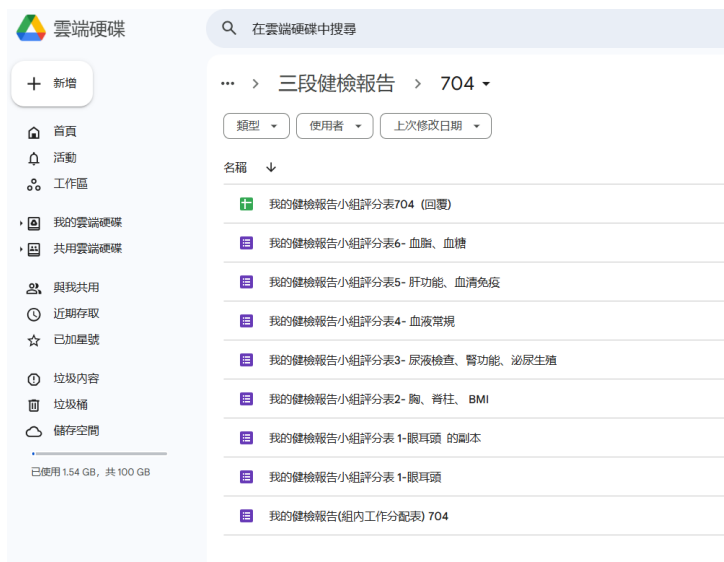 雲端硬碟
在雲端硬碟中搜尋
新增
首頁
活動
工作區
我的雲端硬碟
共用雲端硬碟
與我共用
近期存取
已加星號
垃圾內容
垃圾桶
儲存空間
已使用 1.54 GB，共 100 GB
... > 三段健檢報告 > 704
類型 使用者 上次修改日期
名稱
我的健檢報告小組評分表704 (回覆)
我的健檢報告小組評分表6- 血脂、血糖
我的健檢報告小組評分表5- 肝功能、血清免疫
我的健檢報告小組評分表4- 血液常規
我的健檢報告小組評分表3- 尿液檢查、腎功能、泌尿生殖
我的健檢報告小組評分表2- 胸、脊柱、 BMI
我的健檢報告小組評分表 1-眼耳頭 的副本
我的健檢報告小組評分表 1-眼耳頭
我的健檢報告(組內工作分配表) 704